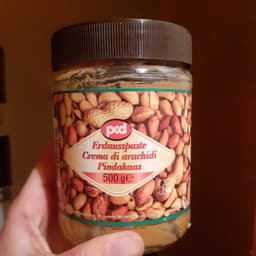 pcd
Erdnusspaste
Crema di arachidi
Pindakaas
500 g e